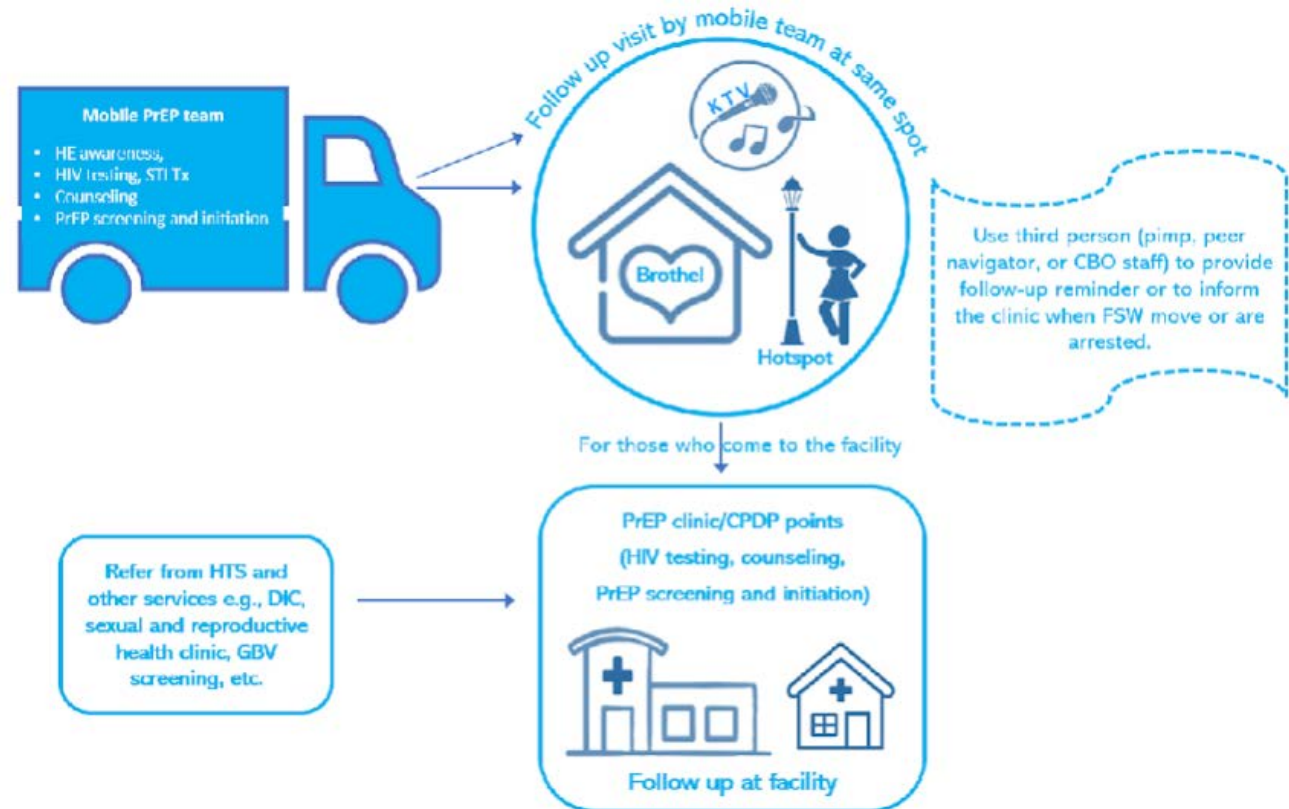 Mobile PrEP team
• HE awareness,
• HIV testing, STI Tx
• Counseling
• PrEP screening and initiation
Follow up visit by mobile team at same spot
KTV
Brothel
Hotspot
Use third person (pimp, peer
navigator, or CBO staff) to provide
follow-up reminder or to inform
the clinic when FSW move or are
arrested.
For those who come to the facility
Refer from HTS and
other services e.g., DIC,
sexual and reproductive
health clinic, GBV
screening, etc.
PrEP clinic/CPDP points
(HIV testing, counseling,
PrEP screening and initiation)
Follow up at facility